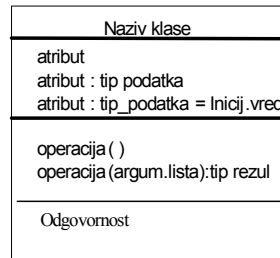 Naziv klase
atribut
atribut : tip podatka
atribut : tip_podatka = Inicij.vred
operacija ( )
operacija (argum.lista):tip rezul
Odgovornost